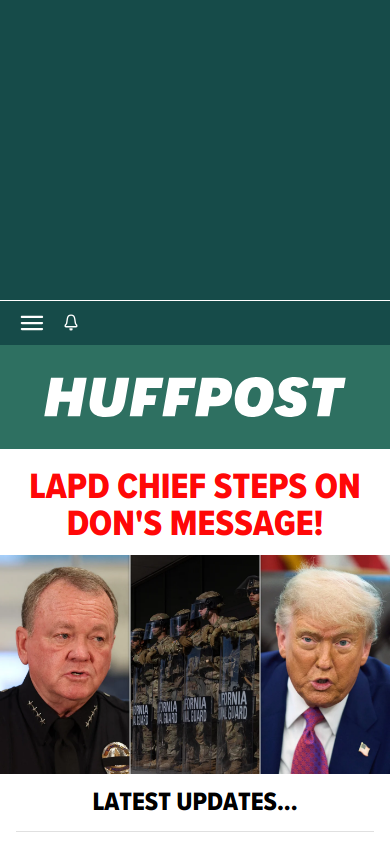 HUFFPOST
LAPD CHIEF STEPS ON
DON'S MESSAGE!
FORNIA
NAL GUARD
FORNIA
NAL GUARD
LATEST UPDATES...